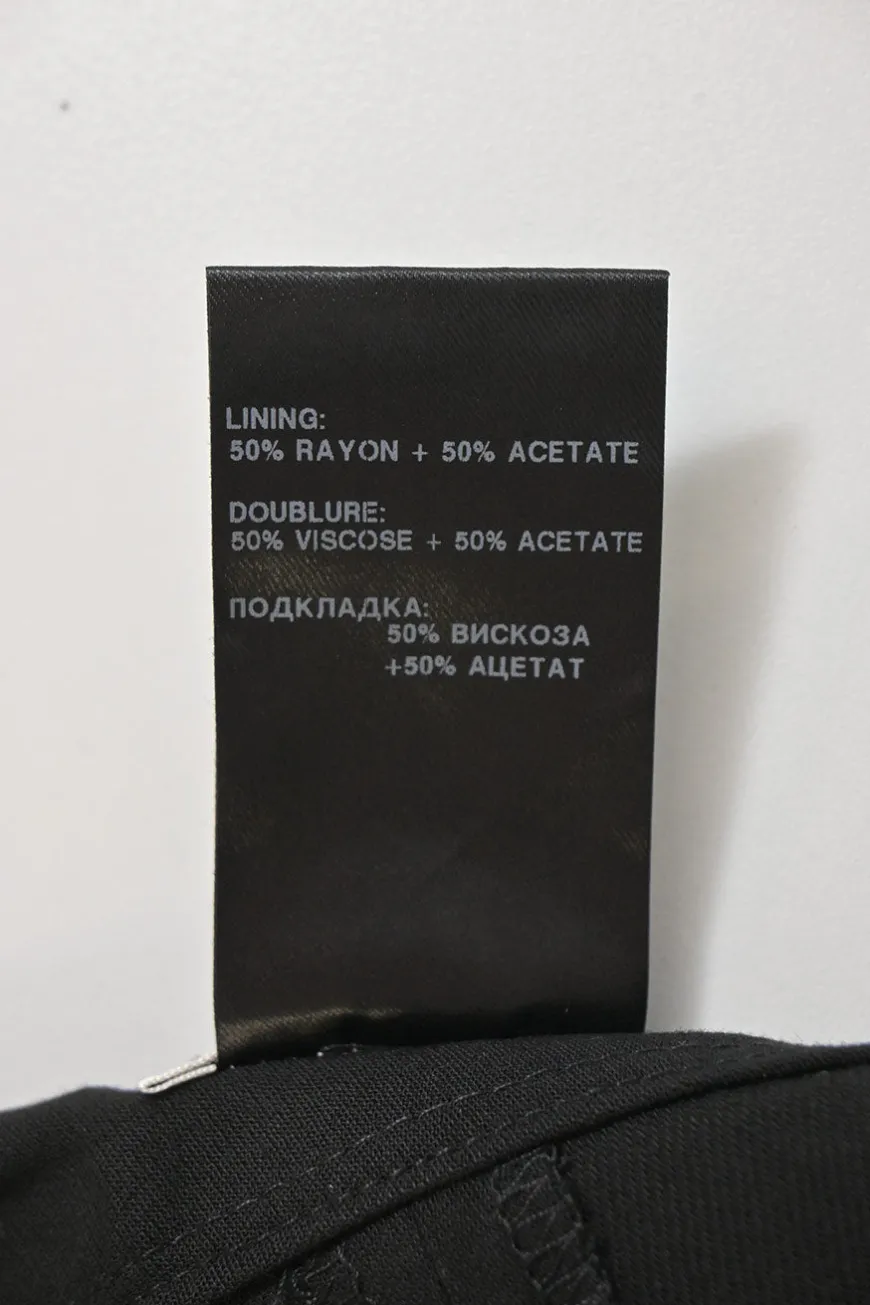 LINING:
50% RAYON + 50% ACETATE
DOUBLURE:
50% VISCOSE + 50% ACETATE
ПОДКЛАДКА:
50% ВИСКОЗА
+50% АЦЕТАТ